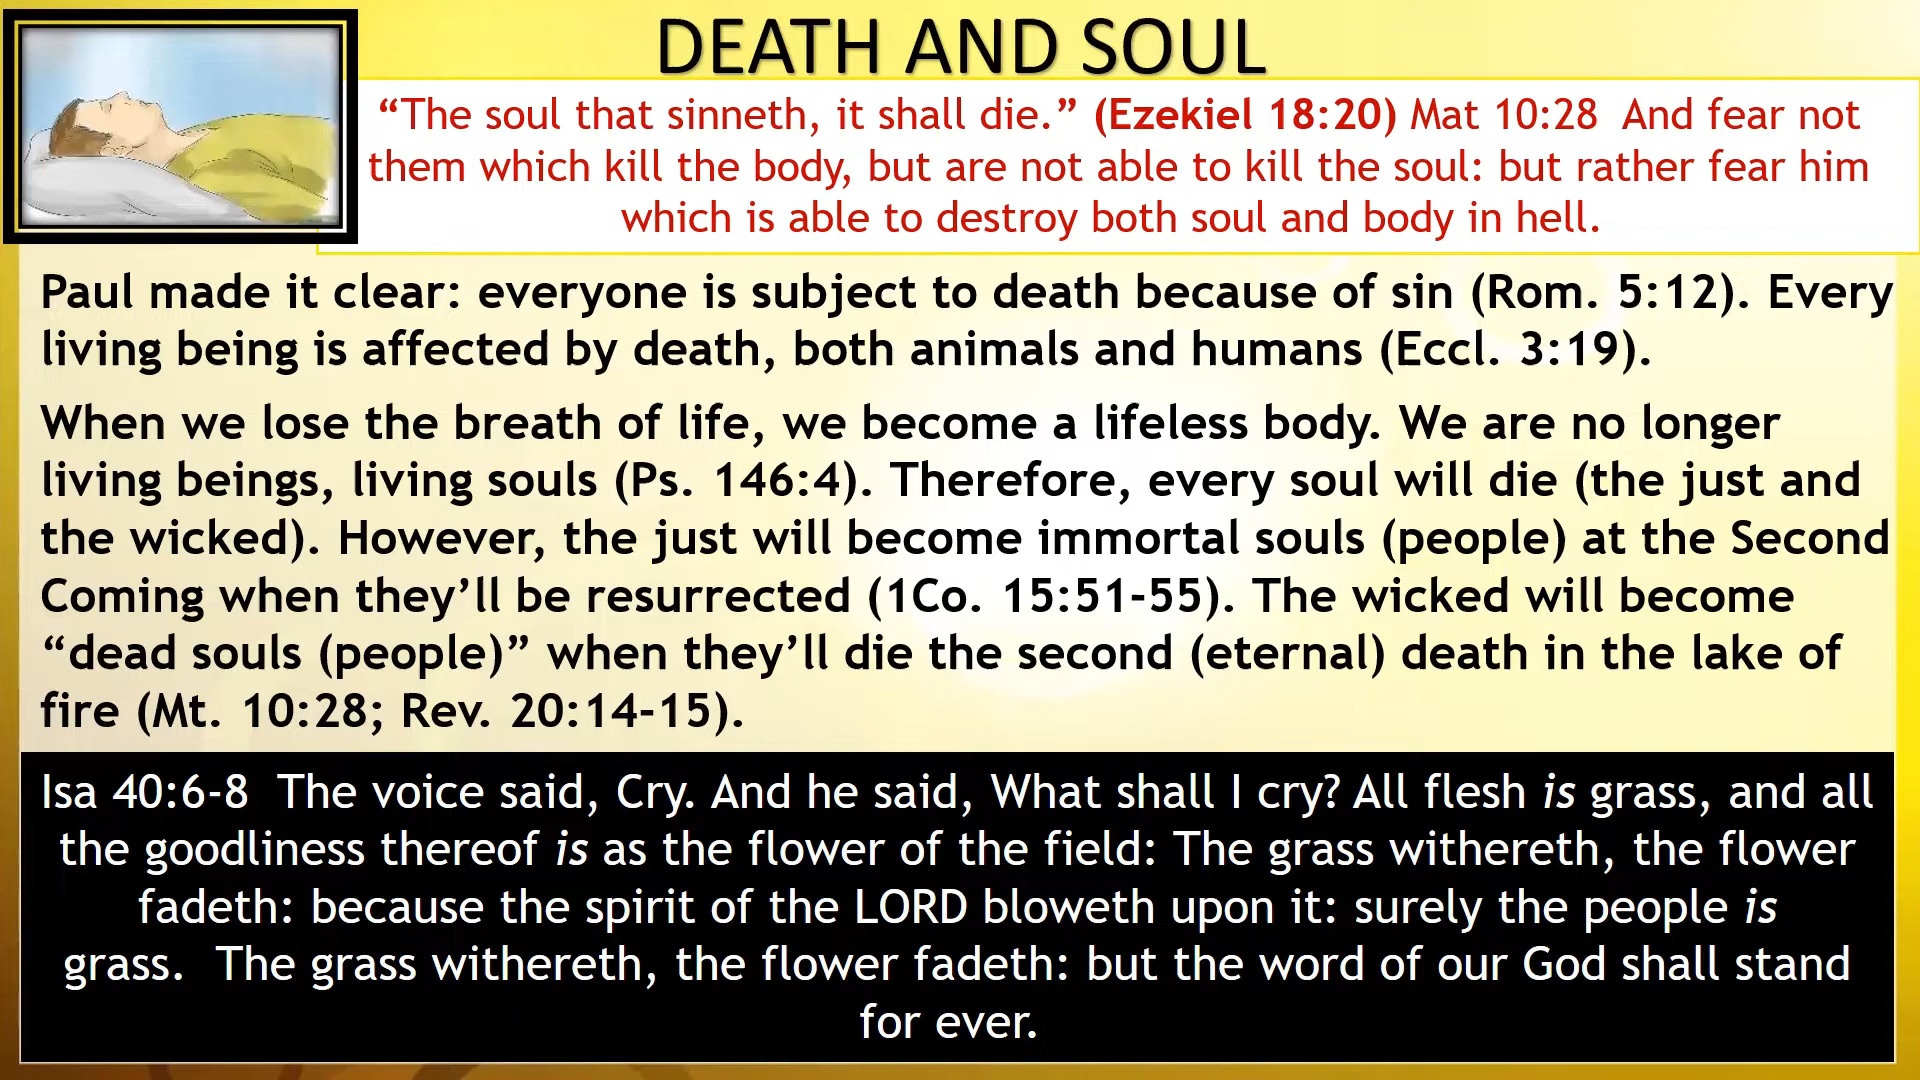 DEATH AND SOUL
“The soul that sinneth, it shall die.” (Ezekiel 18:20) Mat 10:28  And fear not
them which kill the body, but are not able to kill the soul: but rather fear him
which is able to destroy both soul and body in hell.
Paul made it clear: everyone is subject to death because of sin (Rom. 5:12). Every
living being is affected by death, both animals and humans (Eccl. 3:19).
When we lose the breath of life, we become a lifeless body. We are no longer
living beings, living souls (Ps. 146:4). Therefore, every soul will die (the just and
the wicked). However, the just will become immortal souls (people) at the Second
Coming when they’ll be resurrected (1Co. 15:51-55). The wicked will become
“dead souls (people)” when they’ll die the second (eternal) death in the lake of
fire (Mt. 10:28; Rev. 20:14-15).
Isa 40:6-8  The voice said, Cry. And he said, What shall I cry? All flesh is grass, and all
the goodliness thereof is as the flower of the field: The grass withereth, the flower
fadeth: because the spirit of the LORD bloweth upon it: surely the people is
grass.  The grass withereth, the flower fadeth: but the word of our God shall stand
for ever.